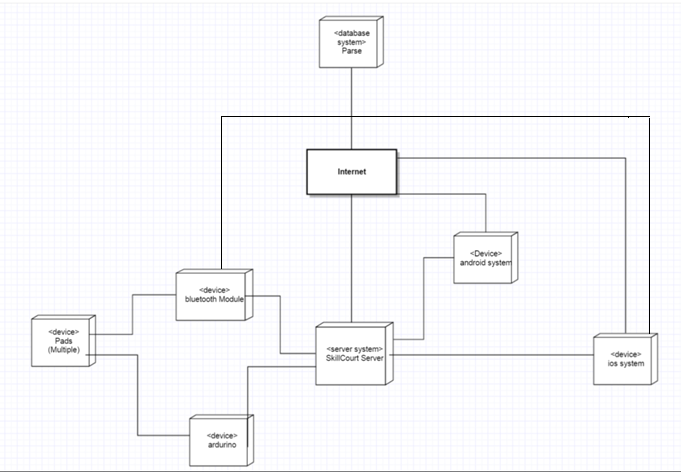 <database
system>
Parse
Internet
<Device>
android system
<device>
bluetooth Module
<device>
Pads
(Multiple)
<server system>
SkillCourt Server
<device>
ios system
<device>
ardurino